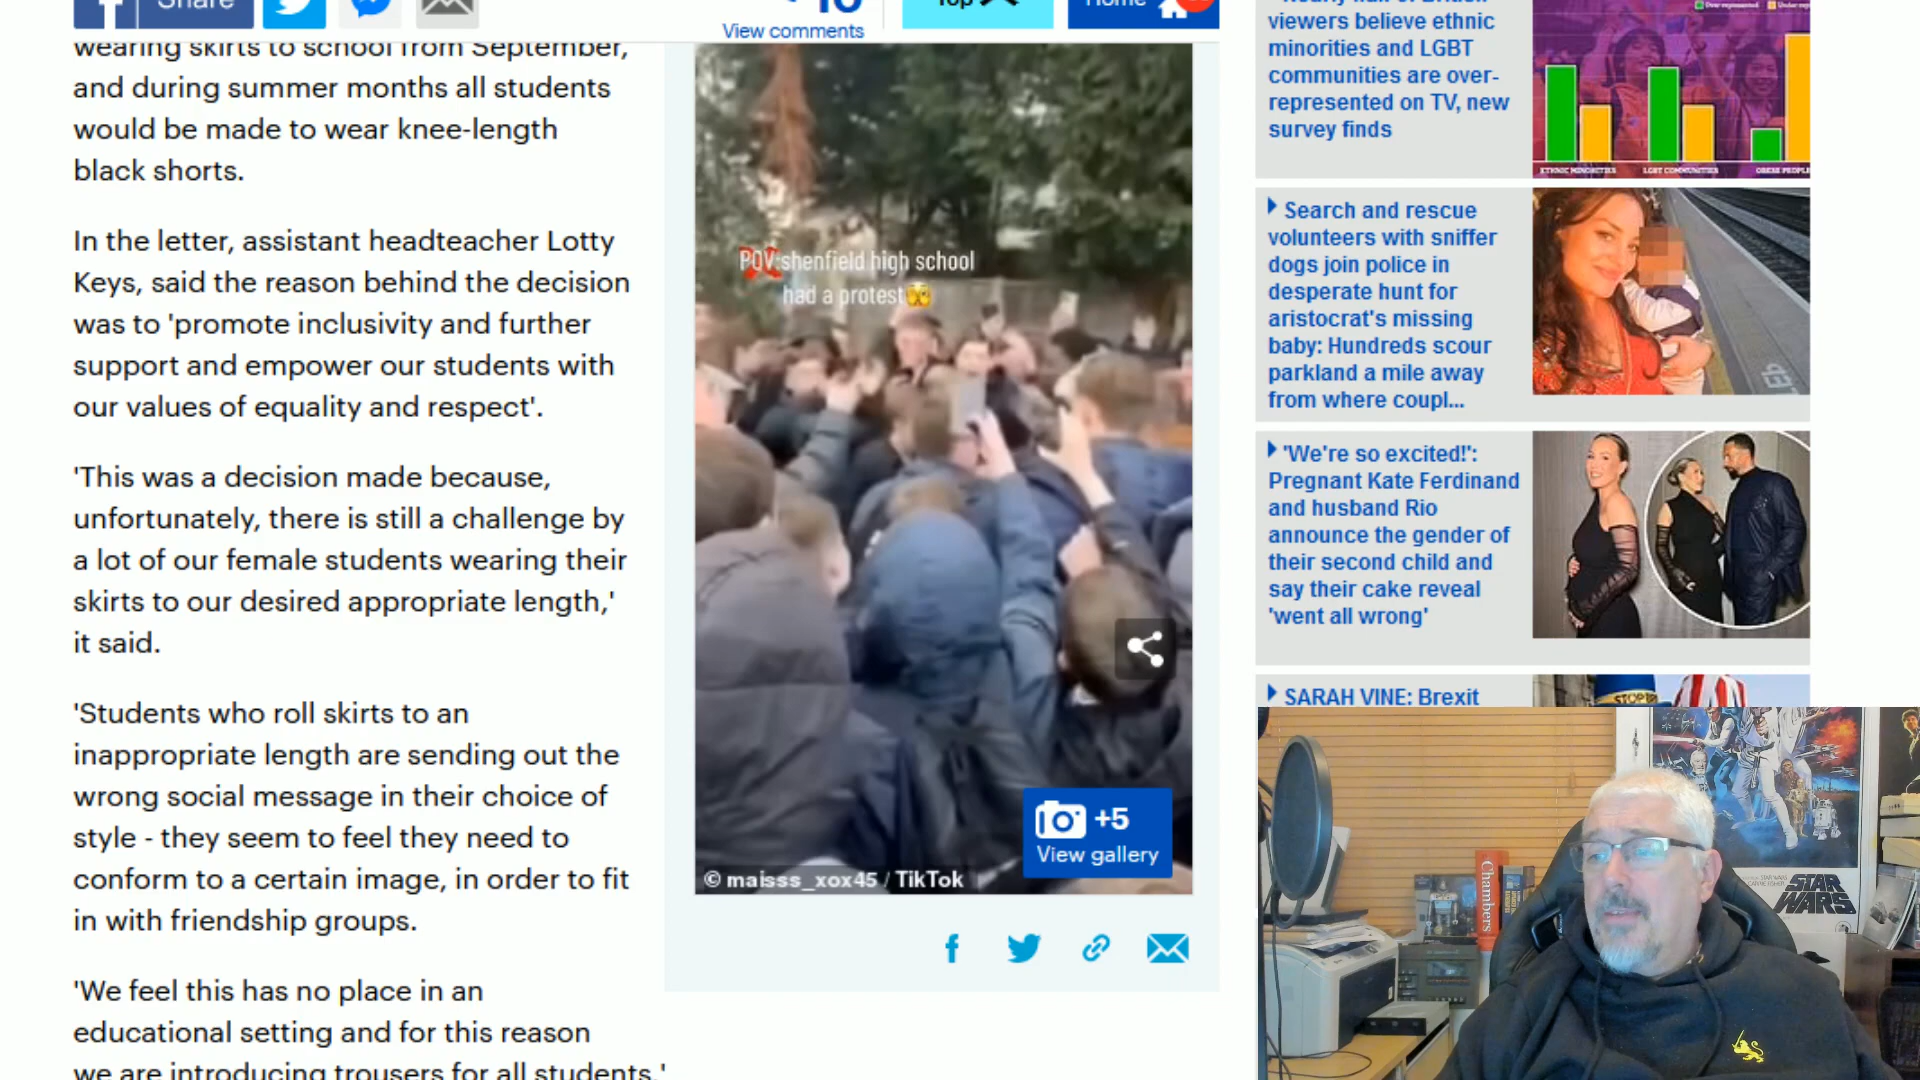 Share
View comments
Top
Home
wearing skirts to school from September,
and during summer months all students
would be made to wear knee-length
black shorts.
In the letter, assistant headteacher Lotty
Keys, said the reason behind the decision
was to 'promote inclusivity and further
support and empower our students with
our values of equality and respect'.
'This was a decision made because,
unfortunately, there is still a challenge by
a lot of our female students wearing their
skirts to our desired appropriate length,'
it said.
'Students who roll skirts to an
inappropriate length are sending out the
wrong social message in their choice of
style - they seem to feel they need to
conform to a certain image, in order to fit
in with friendship groups.
'We feel this has no place in an
educational setting and for this reason
we are introducing trousers for all students.'
POV:shenfield high school
had a protest
+5
View gallery
© maisss_xox45 / TikTok
viewers believe ethnic
minorities and LGBT
communities are over-
represented on TV, new
survey finds
ETHNIC MINORITIES
LGBT COMMUNITIES
OBESE PEOPLE
Search and rescue
volunteers with sniffer
dogs join police in
desperate hunt for
aristocrat's missing
baby: Hundreds scour
parkland a mile away
from where coupl...
'We're so excited!':
Pregnant Kate Ferdinand
and husband Rio
announce the gender of
their second child and
say their cake reveal
'went all wrong'
SARAH VINE: Brexit
STAR
WARS
Chambers